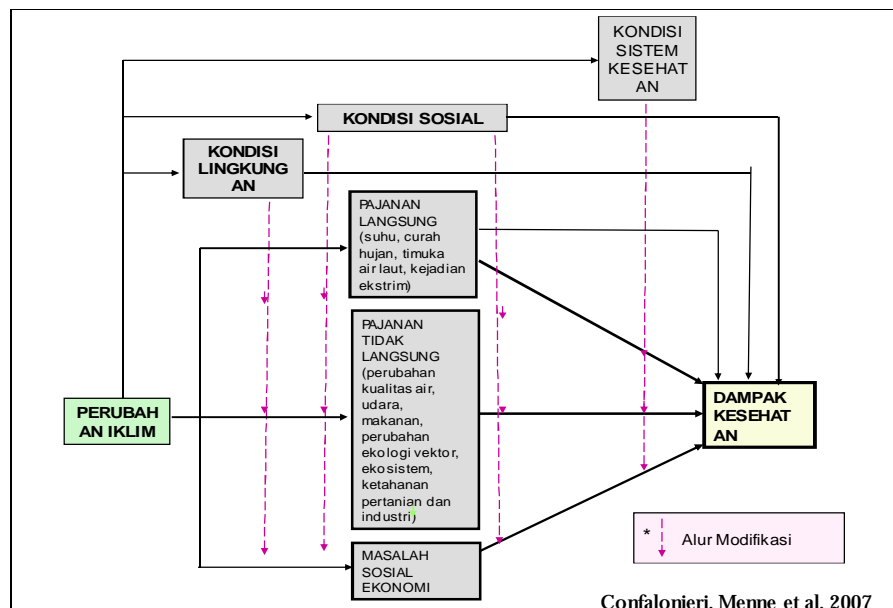 KONDISI
SISTEM
KESEHAT
AN
KONDISI SOSIAL
KONDISI
LINGKUNG
AN
PAJANAN
LANGSUNG
(suhu, curah
hujan, timuka
air laut, kejadian
ekstrim)
PAJANAN
TIDAK
LANGSUNG
(perubahan
kualitas air,
udara,
makanan,
perubahan
ekologi vektor,
ekosistem,
ketahanan
pertanian dan
industri)
PERUBAH
AN IKLIM
DAMPAK
KESEHAT
AN
MASALAH
SOSIAL
EKONOMI
* Alur Modifikasi
Confalonieri, Menne et al. 2007